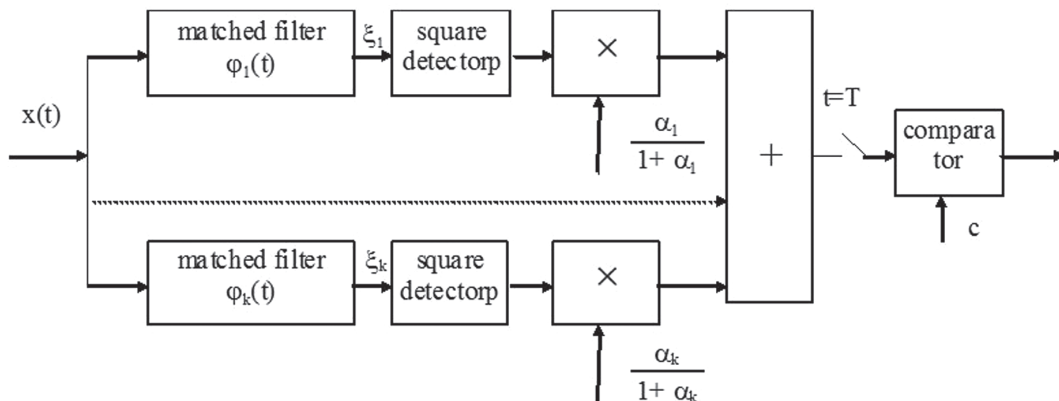 matched filter
φ₁(t)
ξ₁
square
detectorp
×
x(t)
α₁
1+ α₁
+
t=T
compara
tor
c
matched filter
φₖ(t)
ξₖ
square
detectorp
×
αₖ
1+ αₖ